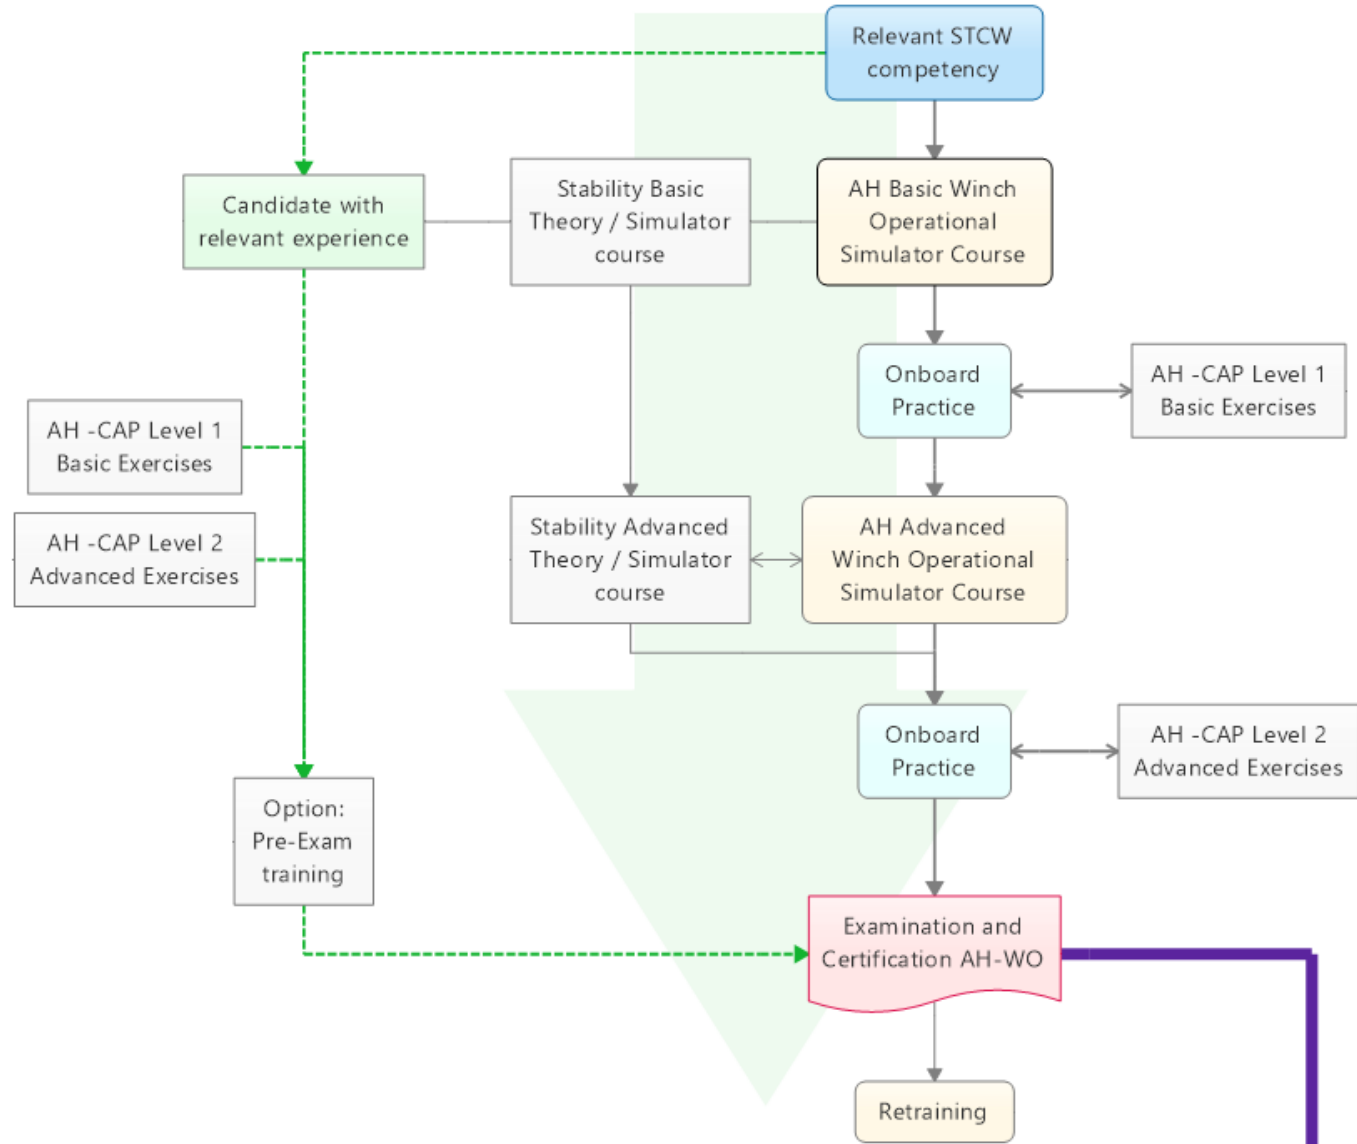 Relevant STCW
competency
Candidate with
relevant experience
Stability Basic
Theory / Simulator
course
AH Basic Winch
Operational
Simulator Course
Onboard
Practice
AH -CAP Level 1
Basic Exercises
AH -CAP Level 1
Basic Exercises
AH -CAP Level 2
Advanced Exercises
Stability Advanced
Theory / Simulator
course
AH Advanced
Winch Operational
Simulator Course
Onboard
Practice
AH -CAP Level 2
Advanced Exercises
Option:
Pre-Exam
training
Examination and
Certification AH-WO
Retraining